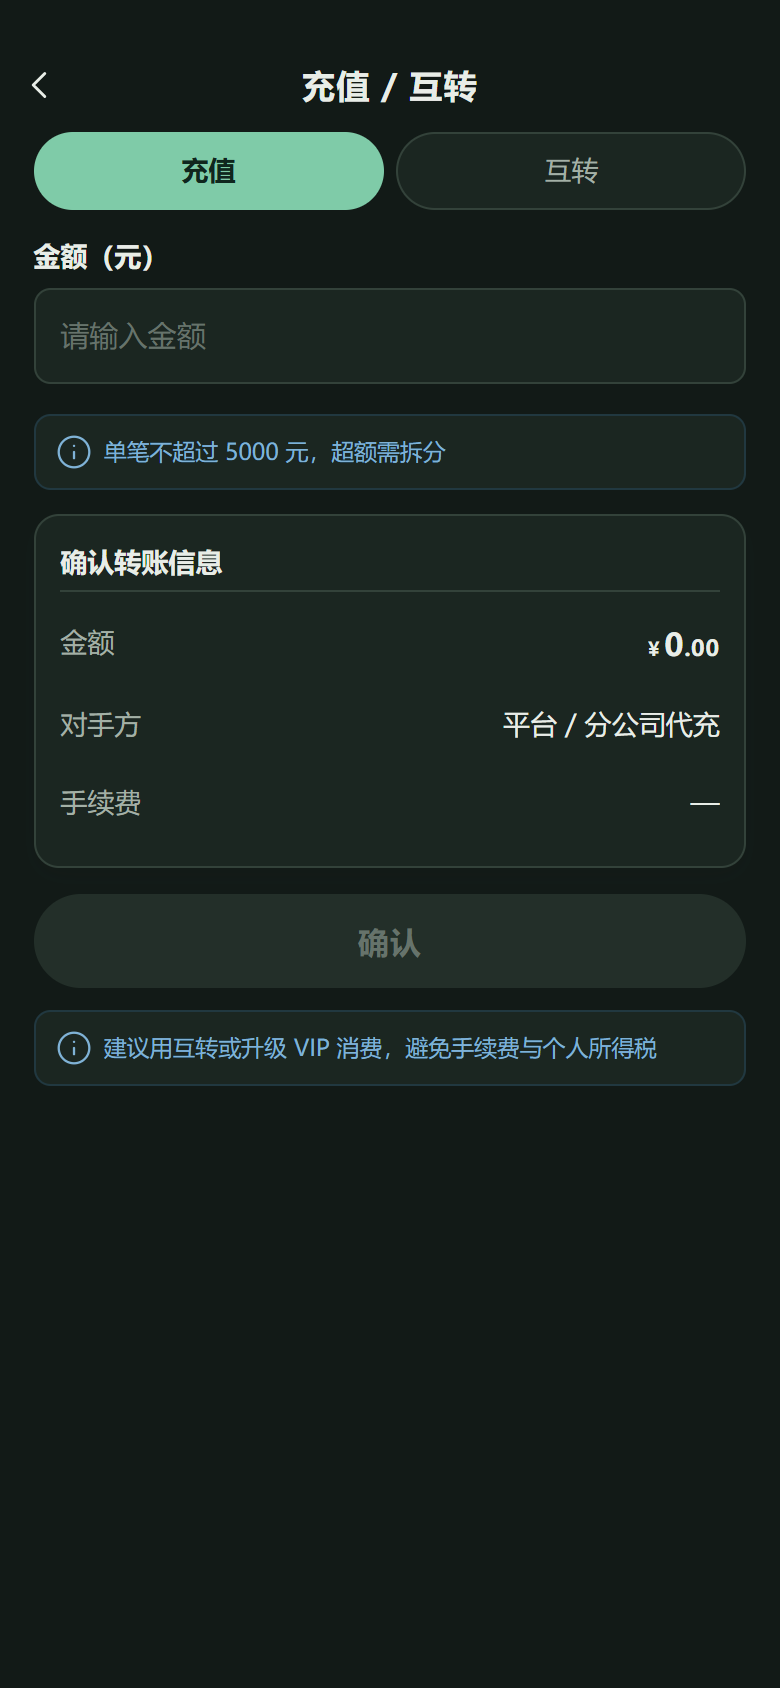 充值 / 互转
充值
互转
金额（元）
请输入金额
单笔不超过 5000 元，超额需拆分
确认转账信息
金额
¥0.00
对手方
平台 / 分公司代充
手续费
—
确认
建议用互转或升级 VIP 消费，避免手续费与个人所得税